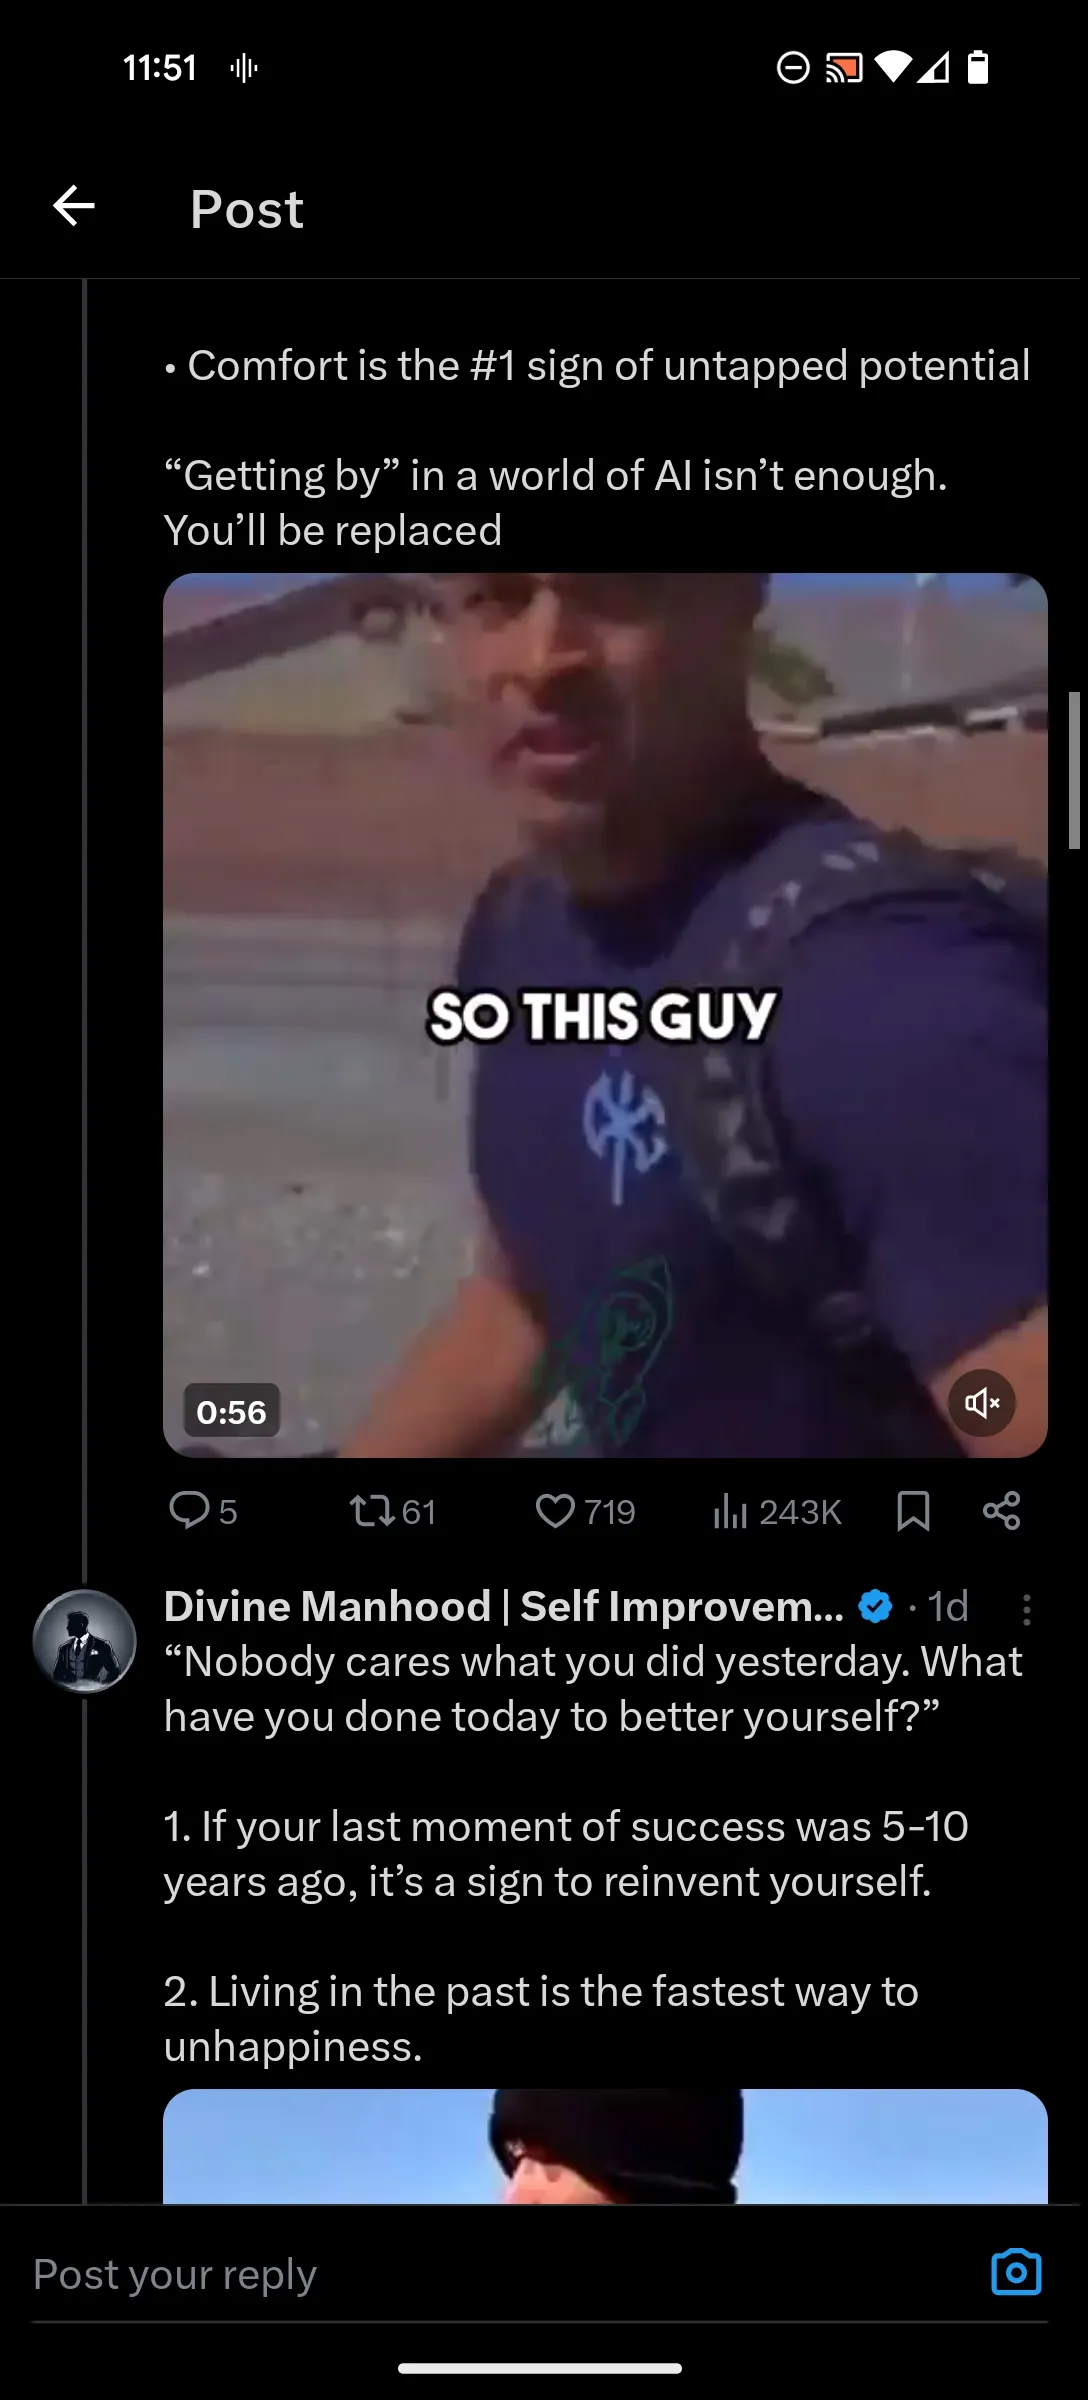 11:51
Post
• Comfort is the #1 sign of untapped potential
“Getting by” in a world of AI isn’t enough.
You’ll be replaced
SO THIS GUY
0:56
5 61 719 243K
Divine Manhood | Self Improvem... · 1d
“Nobody cares what you did yesterday. What
have you done today to better yourself?”
1. If your last moment of success was 5-10
years ago, it’s a sign to reinvent yourself.
2. Living in the past is the fastest way to
unhappiness.
Post your reply